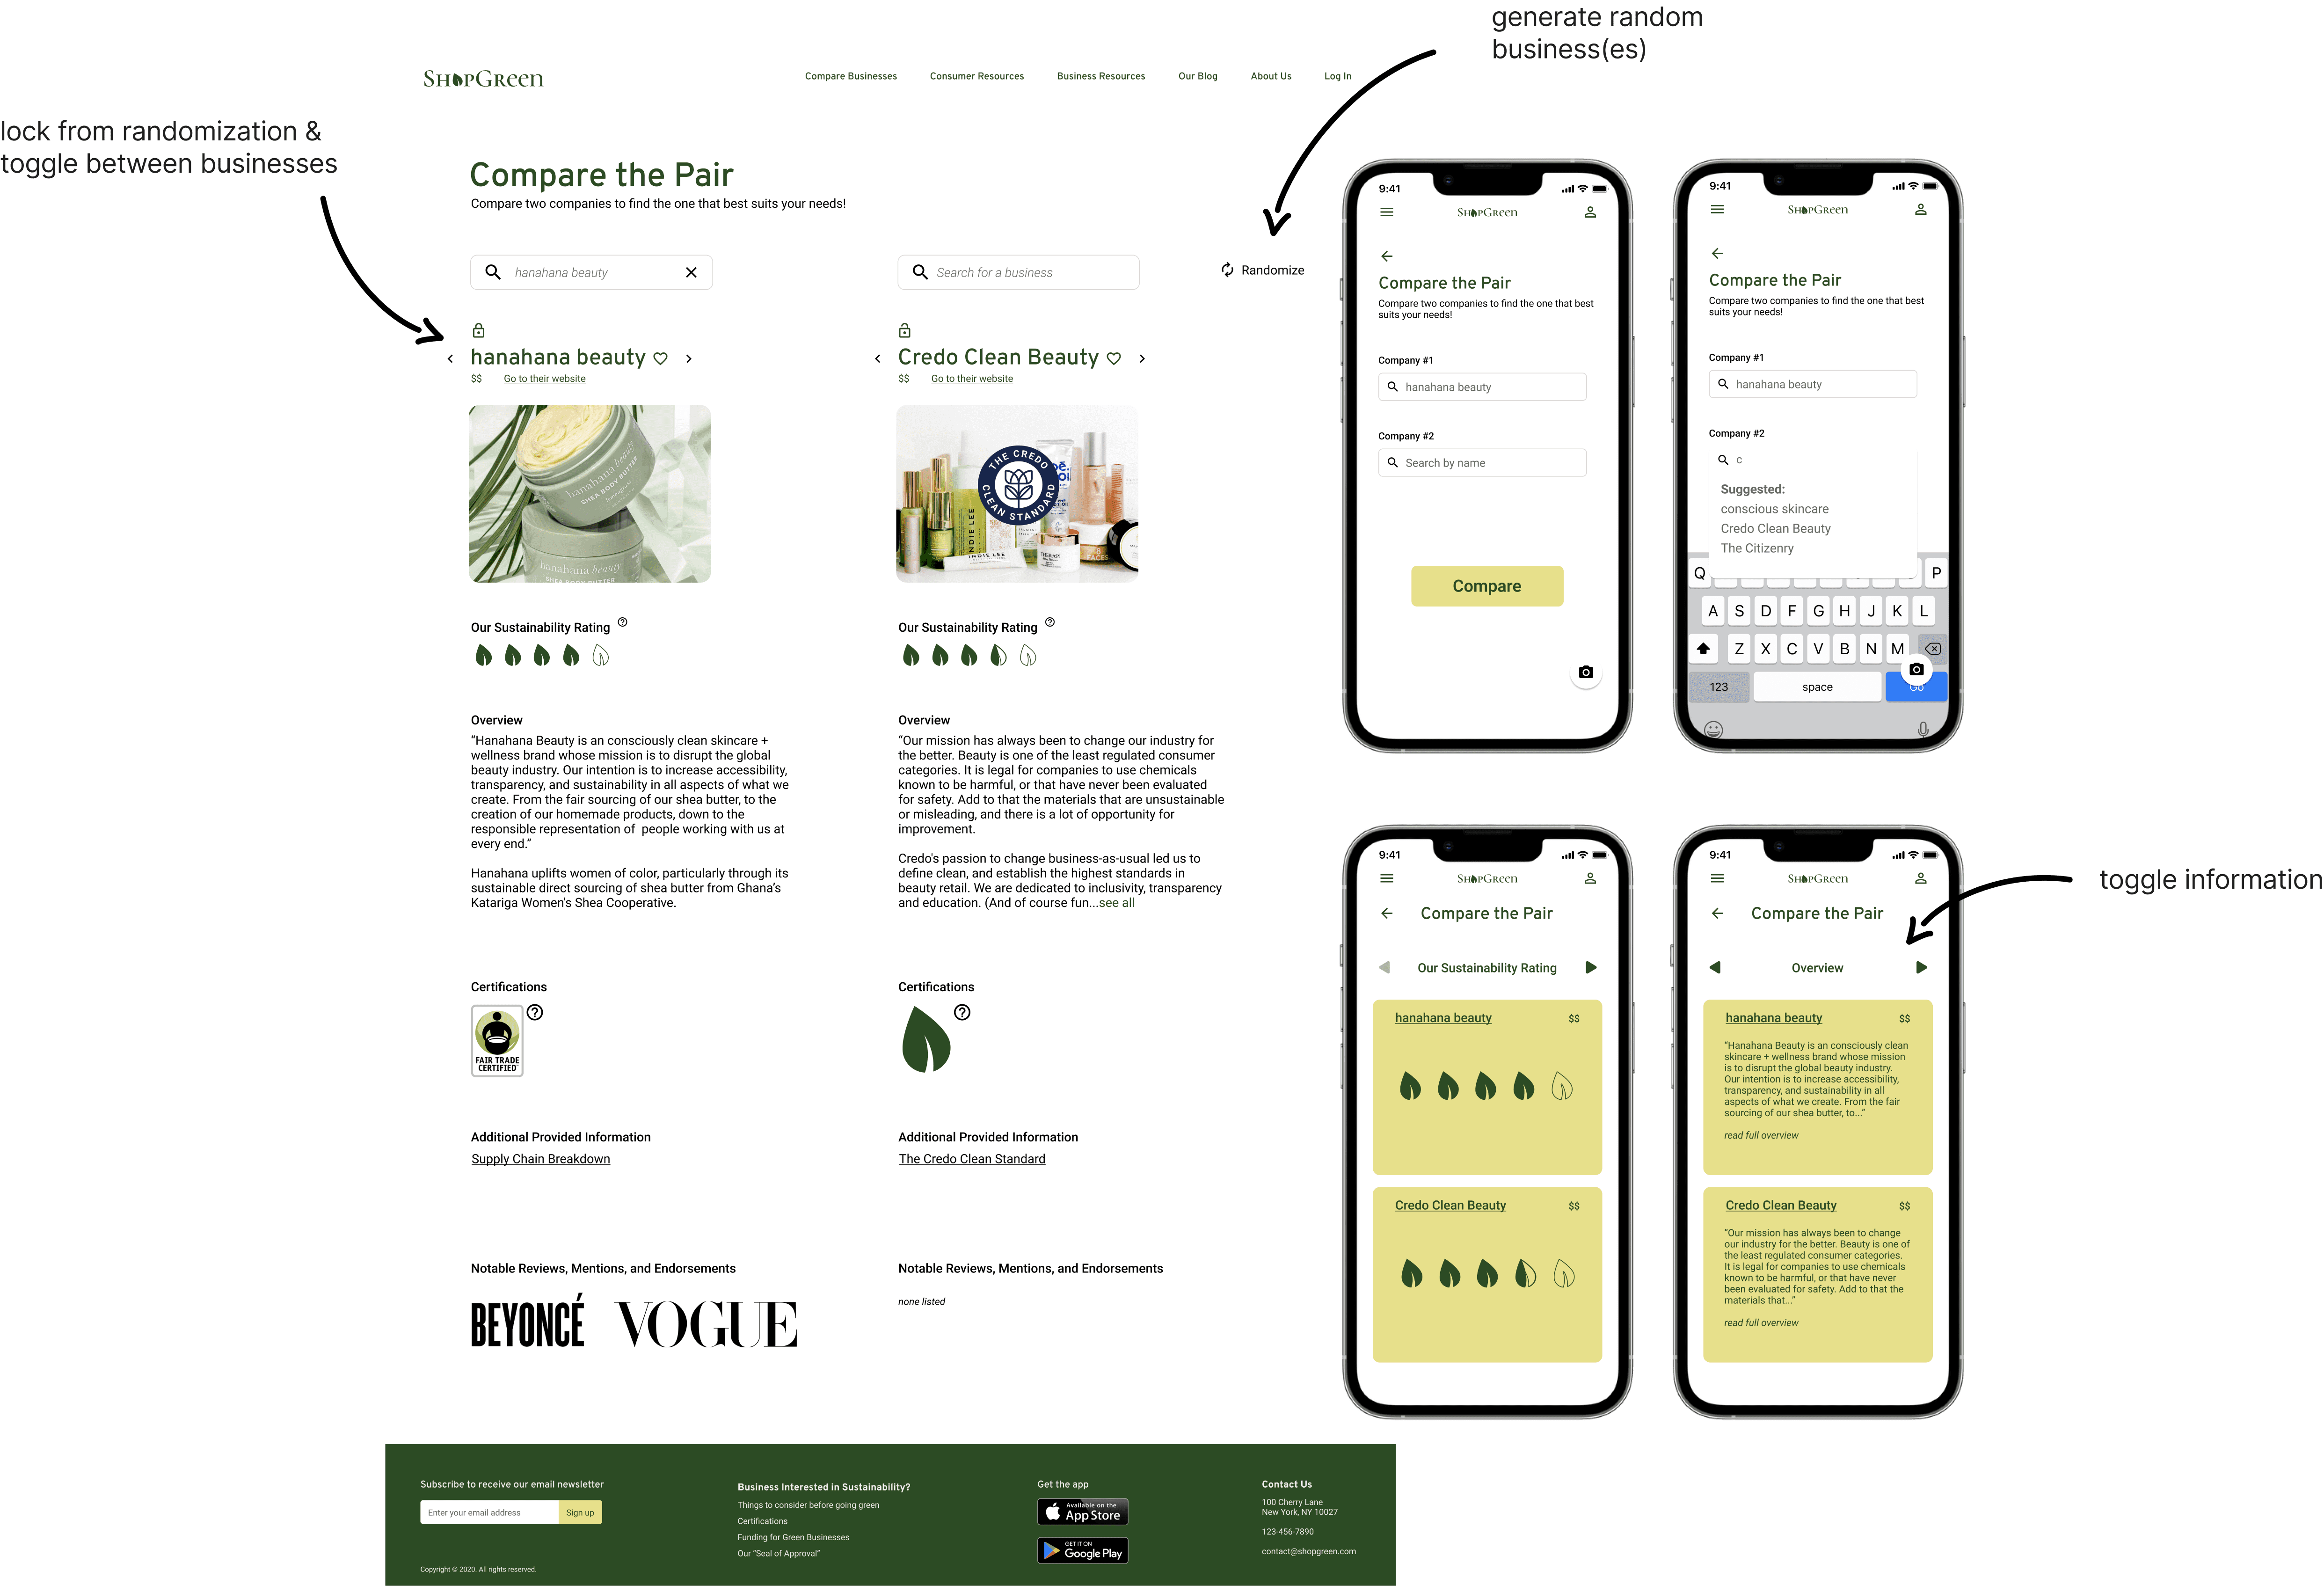 generate random
business(es)
lock from randomization &
toggle between businesses
toggle information
SHOPGREEN
Compare Businesses
Consumer Resources
Business Resources
Our Blog
About Us
Log In
Compare the Pair
Compare two companies to find the one that best suits your needs!
hanahana beauty
Search for a business
Randomize
hanahana beauty
$$ Go to their website
hanahana beauty
SHEA BODY BUTTER
hanahana beauty
SHEA BODY BUTTER
Our Sustainability Rating
Overview
“Hanahana Beauty is an consciously clean skincare +
wellness brand whose mission is to disrupt the global
beauty industry. Our intention is to increase accessibility,
transparency, and sustainability in all aspects of what we
create. From the fair sourcing of our shea butter, to the
creation of our homemade products, down to the
responsible representation of  people working with us at
every end.”
Hanahana uplifts women of color, particularly through its
sustainable direct sourcing of shea butter from Ghana’s
Katariga Women's Shea Cooperative.
Certifications
FAIR TRADE
CERTIFIED
Additional Provided Information
Supply Chain Breakdown
Notable Reviews, Mentions, and Endorsements
BEYONCÉ
VOGUE
Credo Clean Beauty
$$ Go to their website
THE CREDO
CLEAN STANDARD
INDIE LEE
INDIE LEE
Our Sustainability Rating
Overview
“Our mission has always been to change our industry for
the better. Beauty is one of the least regulated consumer
categories. It is legal for companies to use chemicals
known to be harmful, or that have never been evaluated
for safety. Add to that the materials that are unsustainable
or misleading, and there is a lot of opportunity for
improvement.
Credo's passion to change business-as-usual led us to
define clean, and establish the highest standards in
beauty retail. We are dedicated to inclusivity, transparency
and education. (And of course fun...see all
Certifications
Additional Provided Information
The Credo Clean Standard
Notable Reviews, Mentions, and Endorsements
none listed
Subscribe to receive our email newsletter
Enter your email address
Sign up
Copyright © 2020. All rights reserved.
Business Interested in Sustainability?
Things to consider before going green
Certifications
Funding for Green Businesses
Our “Seal of Approval”
Get the app
Available on the
App Store
GET IT ON
Google Play
Contact Us
100 Cherry Lane
New York, NY 10027
123-456-7890
contact@shopgreen.com
9:41
SHOPGREEN
Compare the Pair
Compare two companies to find the one that best
suits your needs!
Company #1
hanahana beauty
Company #2
Search by name
Compare
9:41
SHOPGREEN
Compare the Pair
Compare two companies to find the one that best
suits your needs!
Company #1
hanahana beauty
Company #2
c
Suggested:
conscious skincare
Credo Clean Beauty
The Citizenry
Q P
A S D F G H J K L
Z X C V B N M
123 space Go
9:41
SHOPGREEN
Compare the Pair
Our Sustainability Rating
hanahana beauty $$
Credo Clean Beauty $$
9:41
SHOPGREEN
Compare the Pair
Overview
hanahana beauty $$
“Hanahana Beauty is an consciously clean
skincare + wellness brand whose mission
is to disrupt the global beauty industry.
Our intention is to increase accessibility,
transparency, and sustainability in all
aspects of what we create. From the fair
sourcing of our shea butter, to...”
read full overview
Credo Clean Beauty $$
“Our mission has always been to change
our industry for the better. Beauty is one of
the least regulated consumer categories.
It is legal for companies to use chemicals
known to be harmful, or that have never
been evaluated for safety. Add to that the
materials that...”
read full overview